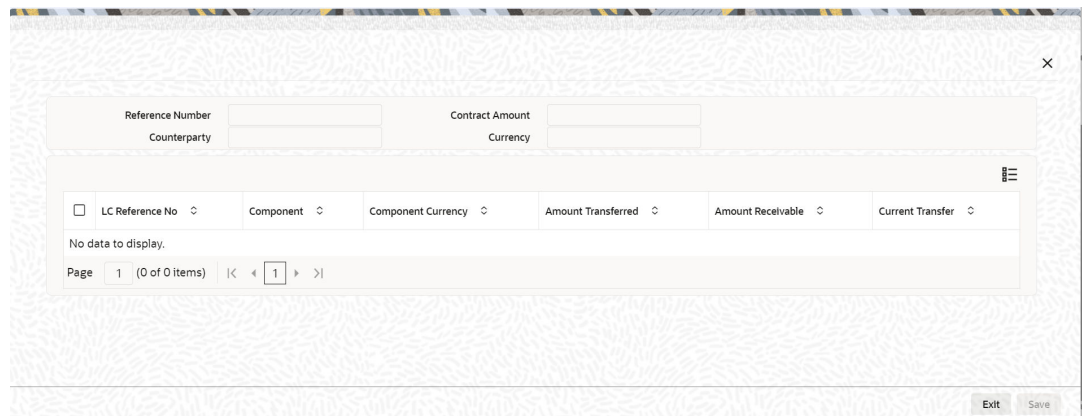 Reference Number Contract Amount
Counterparty Currency
LC Reference No Component Component Currency Amount Transferred Amount Receivable Current Transfer
No data to display.
Page 1 (0 of 0 items) 1
Exit Save